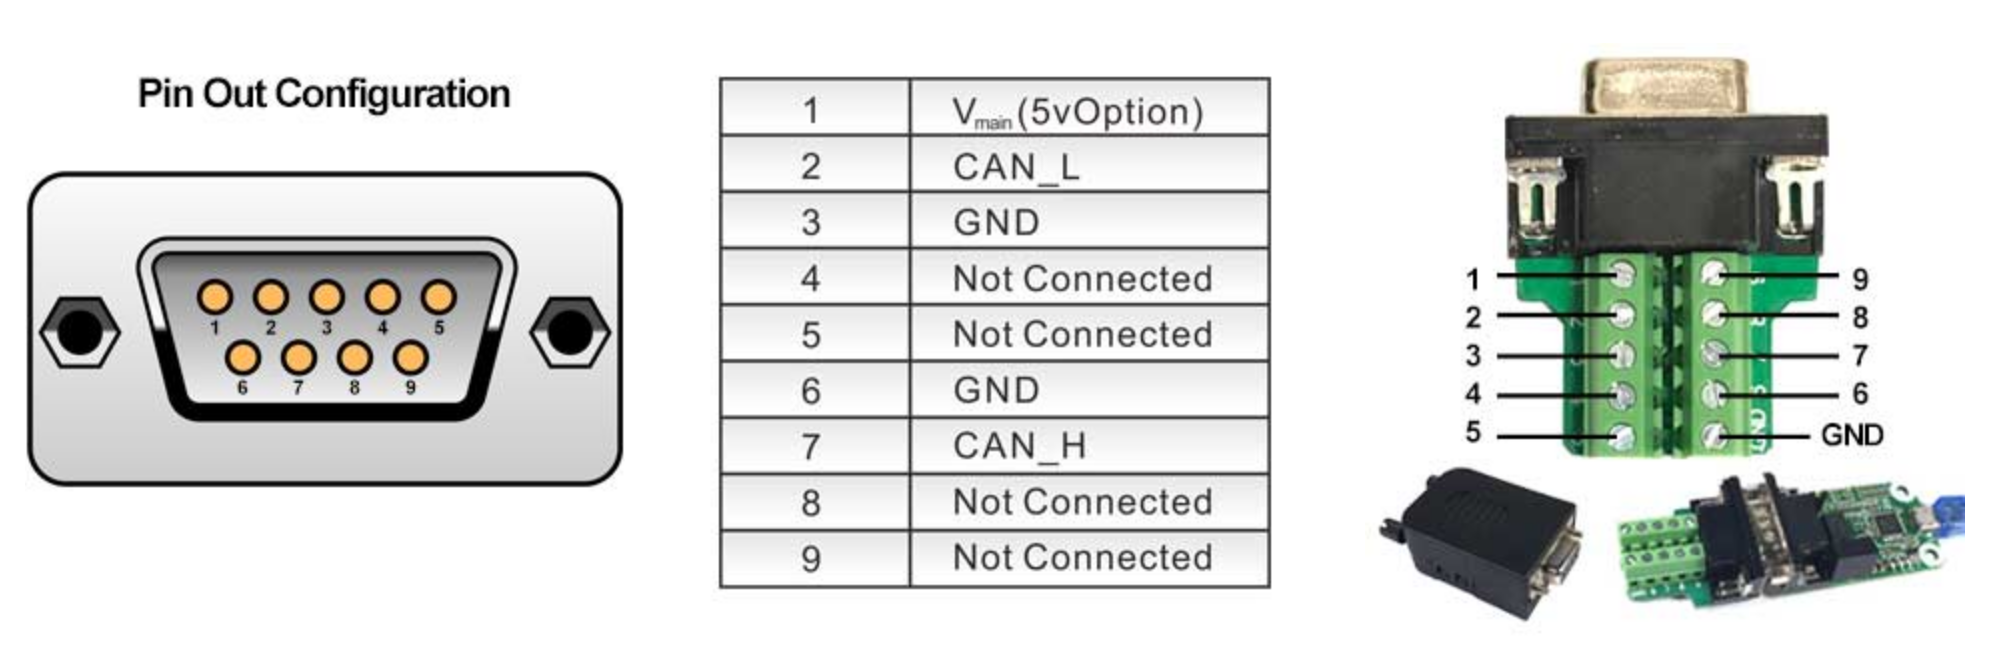 Pin Out Configuration
1 2 3 4 5
6 7 8 9
1 Vmain(5vOption)
2 CAN_L
3 GND
4 Not Connected
5 Not Connected
6 GND
7 CAN_H
8 Not Connected
9 Not Connected
1 9
2 8
3 7
4 6
5 GND